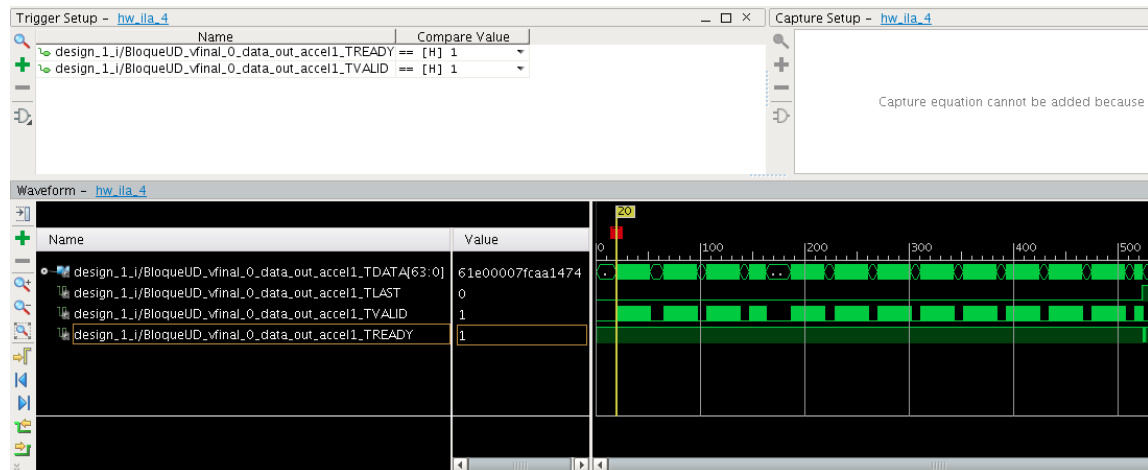 Trigger Setup - hw_ila_4
Name Compare Value
design_1_i/BloqueUD_vfinal_0_data_out_accel1_TREADY == [H] 1
design_1_i/BloqueUD_vfinal_0_data_out_accel1_TVALID == [H] 1
Capture Setup - hw_ila_4
Capture equation cannot be added because
Waveform - hw_ila_4
20
Name Value
0 100 200 300 400 500
design_1_i/BloqueUD_vfinal_0_data_out_accel1_TDATA[63:0] 61e00007fcaa1474
design_1_i/BloqueUD_vfinal_0_data_out_accel1_TLAST 0
design_1_i/BloqueUD_vfinal_0_data_out_accel1_TVALID 1
design_1_i/BloqueUD_vfinal_0_data_out_accel1_TREADY 1